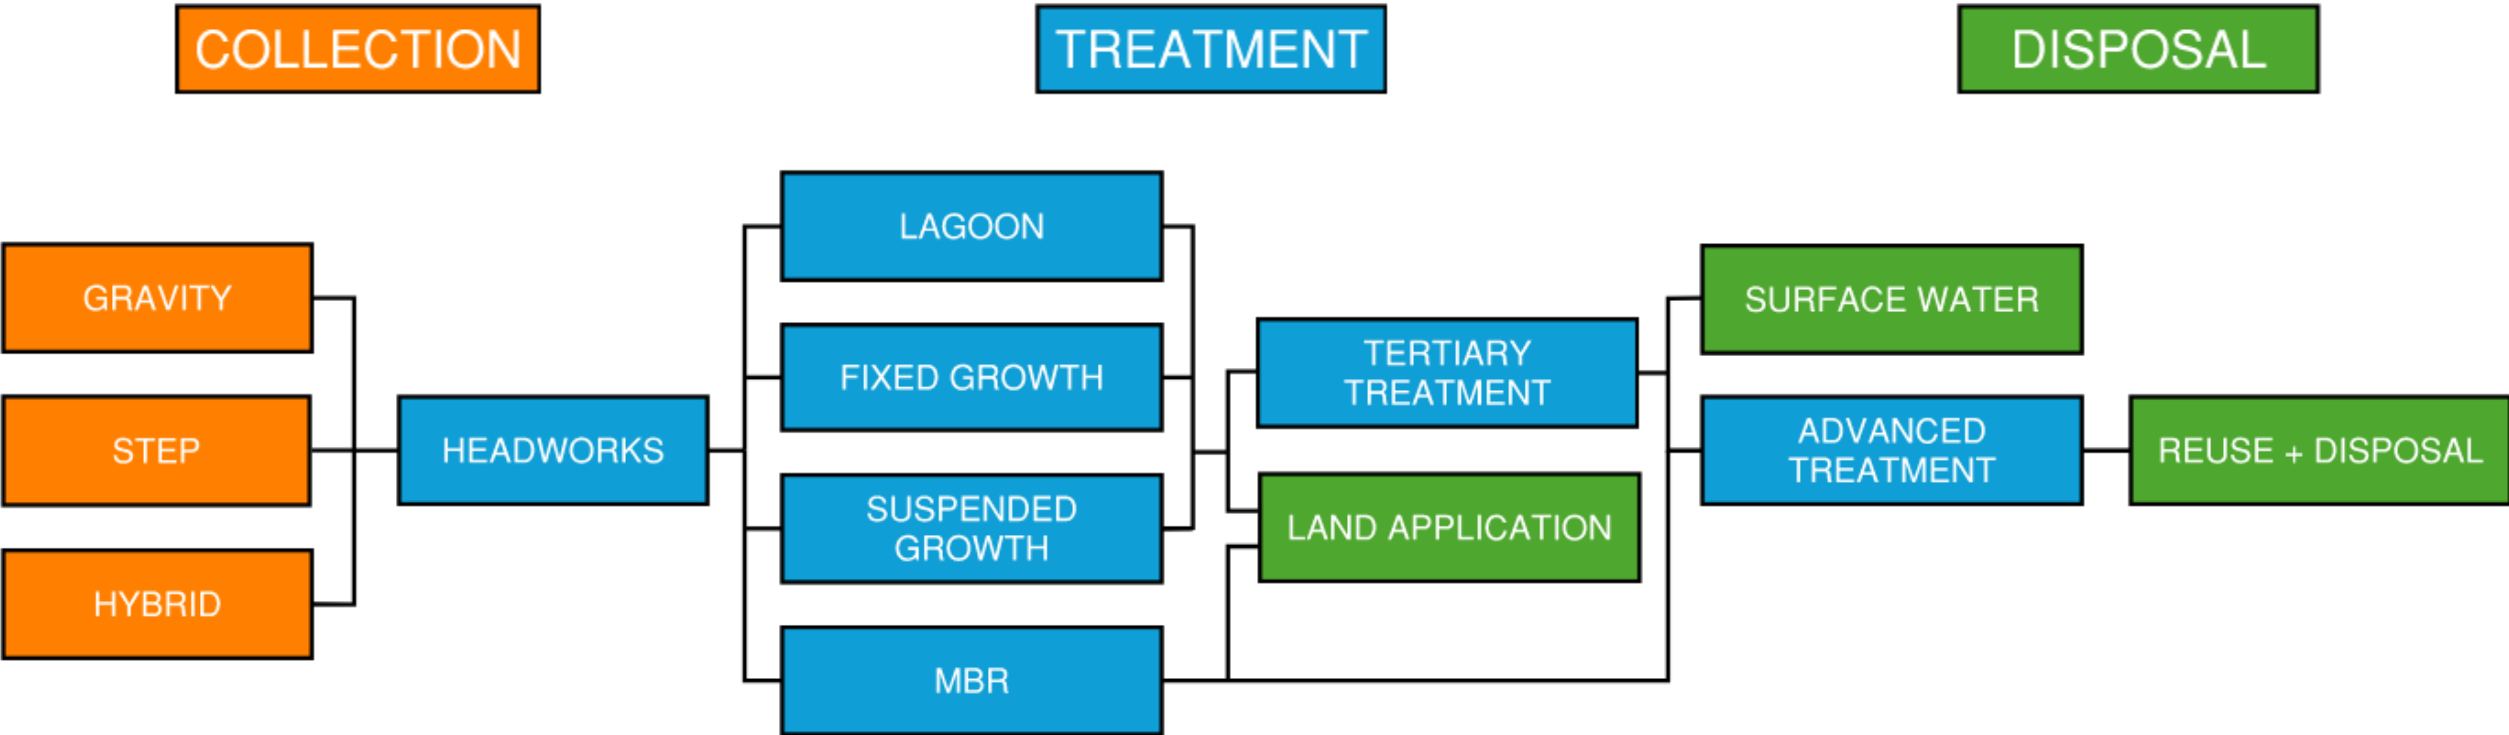 COLLECTION
TREATMENT
DISPOSAL
GRAVITY
STEP
HYBRID
HEADWORKS
LAGOON
FIXED GROWTH
SUSPENDED
GROWTH
MBR
TERTIARY
TREATMENT
LAND APPLICATION
SURFACE WATER
ADVANCED
TREATMENT
REUSE + DISPOSAL